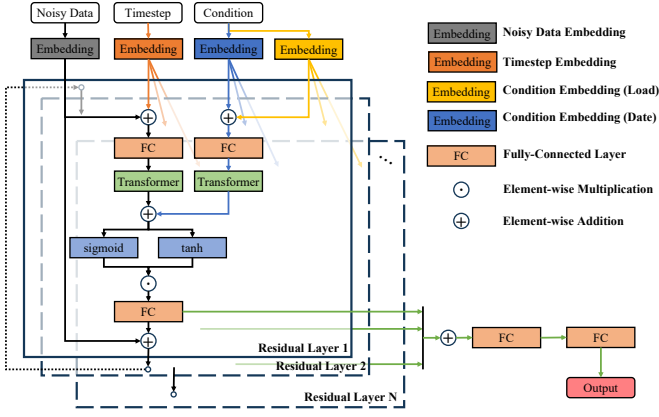 Noisy Data
Timestep
Condition
Embedding
Embedding
Embedding
Embedding
FC
FC
Transformer
Transformer
sigmoid
tanh
FC
Residual Layer 1
Residual Layer 2
Residual Layer N
...
Embedding Noisy Data Embedding
Embedding Timestep Embedding
Embedding Condition Embedding (Load)
Embedding Condition Embedding (Date)
FC Fully-Connected Layer
Element-wise Multiplication
Element-wise Addition
FC
FC
Output